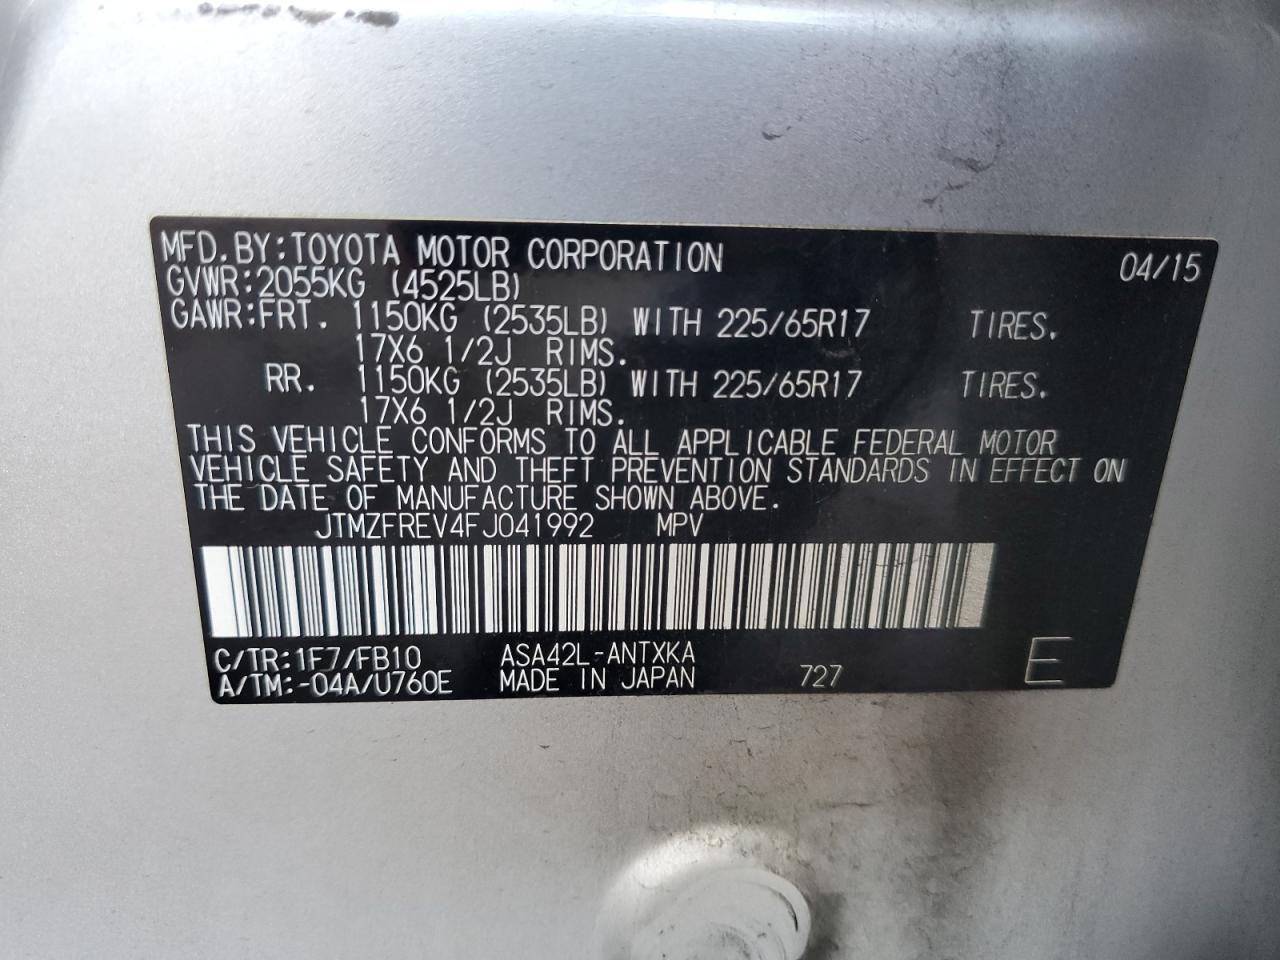 MFD.BY:TOYOTA MOTOR CORPORATION 04/15
GVWR:2055KG (4525LB)
GAWR:FRT. 1150KG (2535LB) WITH 225/65R17 TIRES.
17X6 1/2J RIMS.
RR. 1150KG (2535LB) WITH 225/65R17 TIRES.
17X6 1/2J RIMS.
THIS VEHICLE CONFORMS TO ALL APPLICABLE FEDERAL MOTOR
VEHICLE SAFETY AND THEFT PREVENTION STANDARDS IN EFFECT ON
THE DATE OF MANUFACTURE SHOWN ABOVE.
JTMZFREV4FJ041992 MPV
C/TR:1F7/FB10 ASA42L-ANTXKA
A/TM:-04A/U760E MADE IN JAPAN 727 E